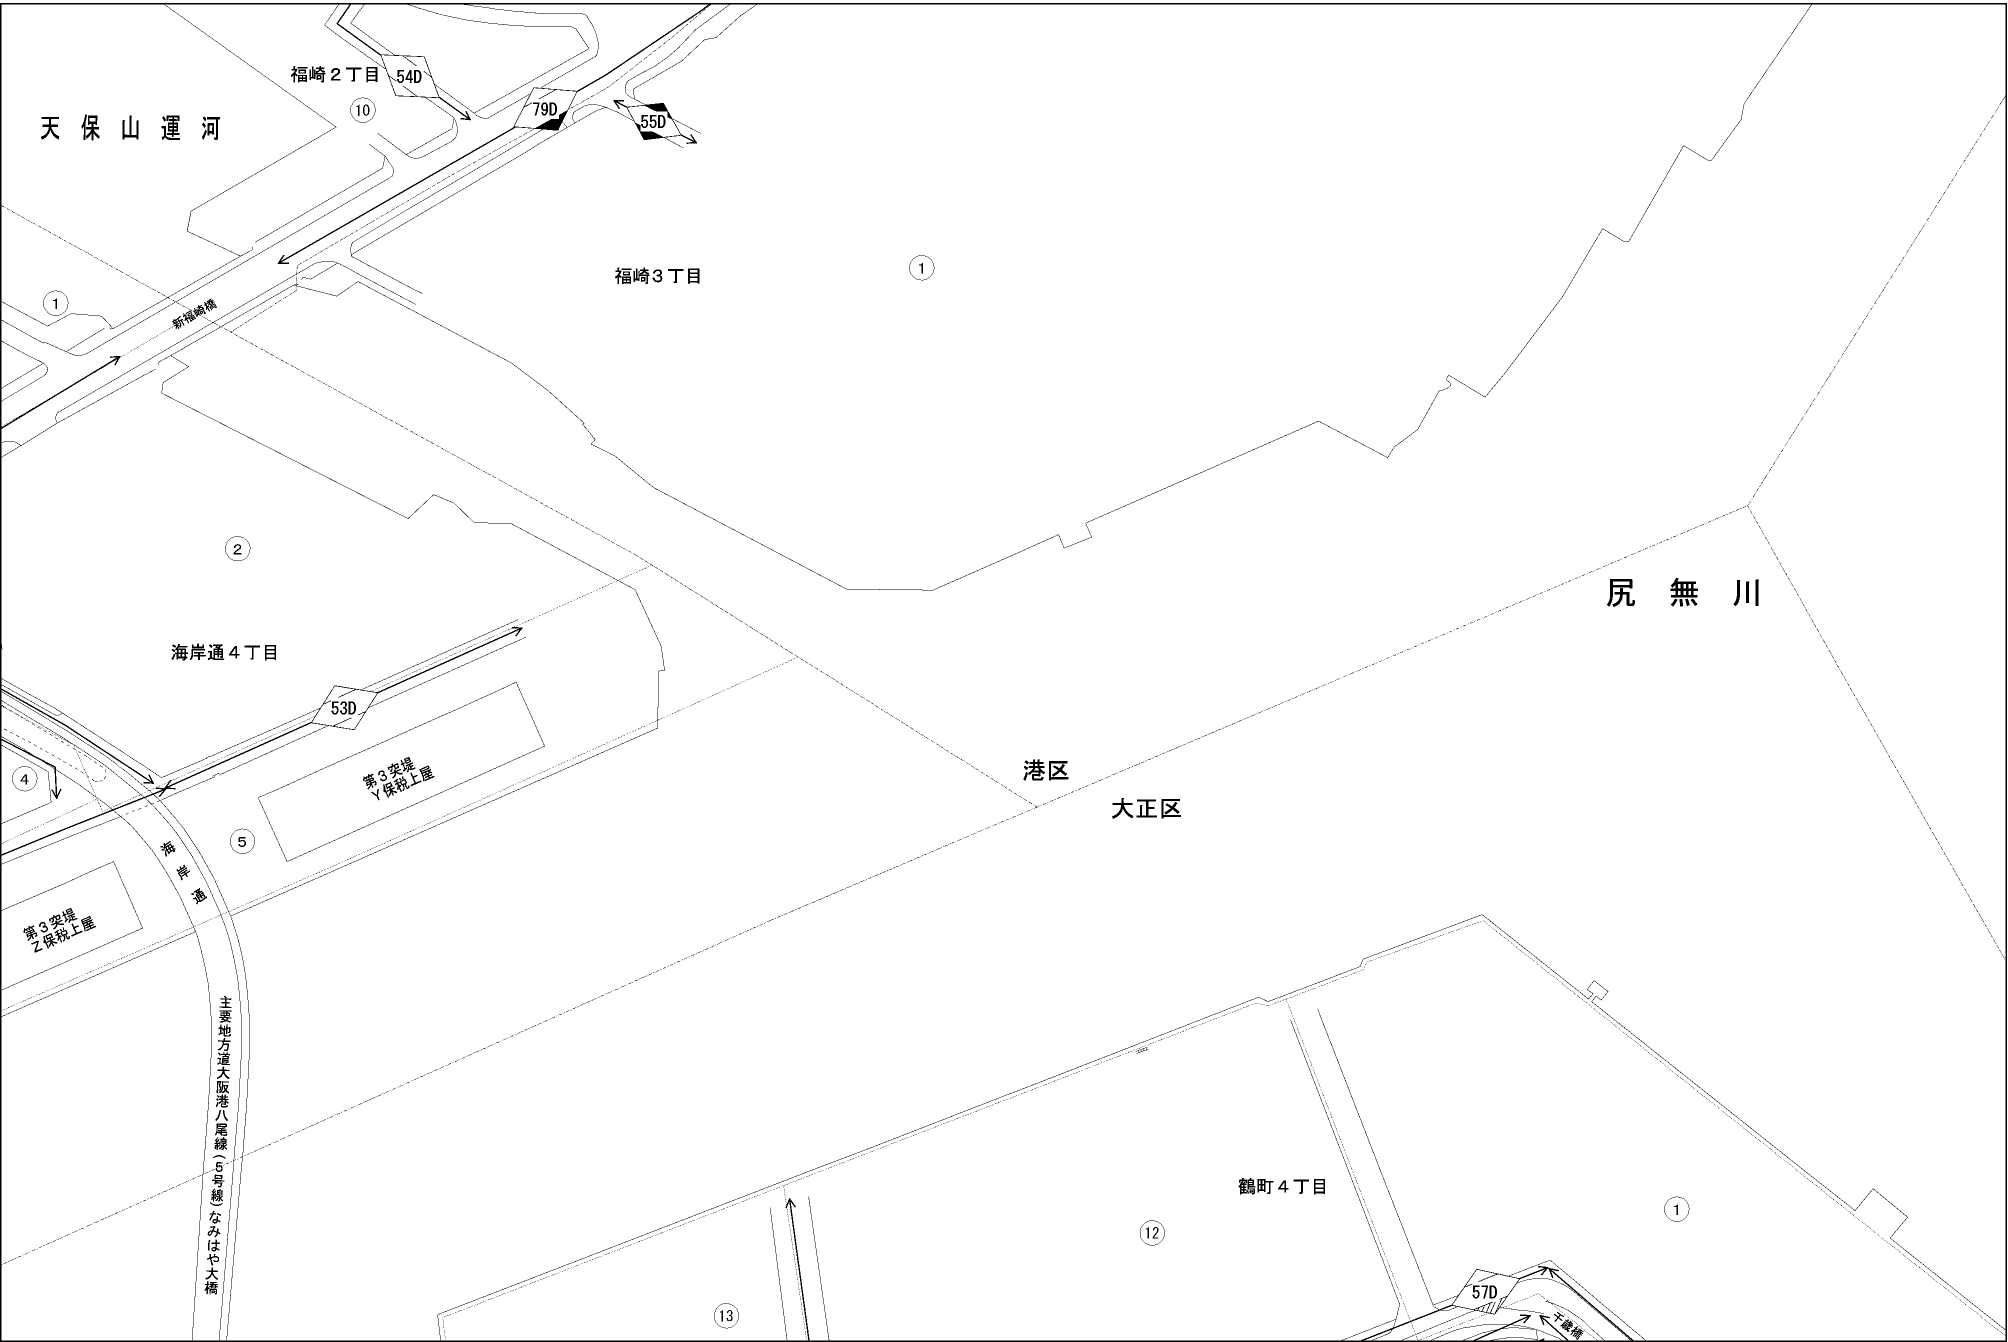 福崎２丁目
54D
10
79D
55D
天保山運河
福崎３丁目
1
1
新福崎橋
2
海岸通４丁目
53D
尻無川
第３突堤
Ｙ保税上屋
4
5
海岸通
港区
大正区
第３突堤
Ｚ保税上屋
主要地方道大阪港八尾線（５号線）なみはや大橋
鶴町４丁目
1
12
13
57D
千歳橋